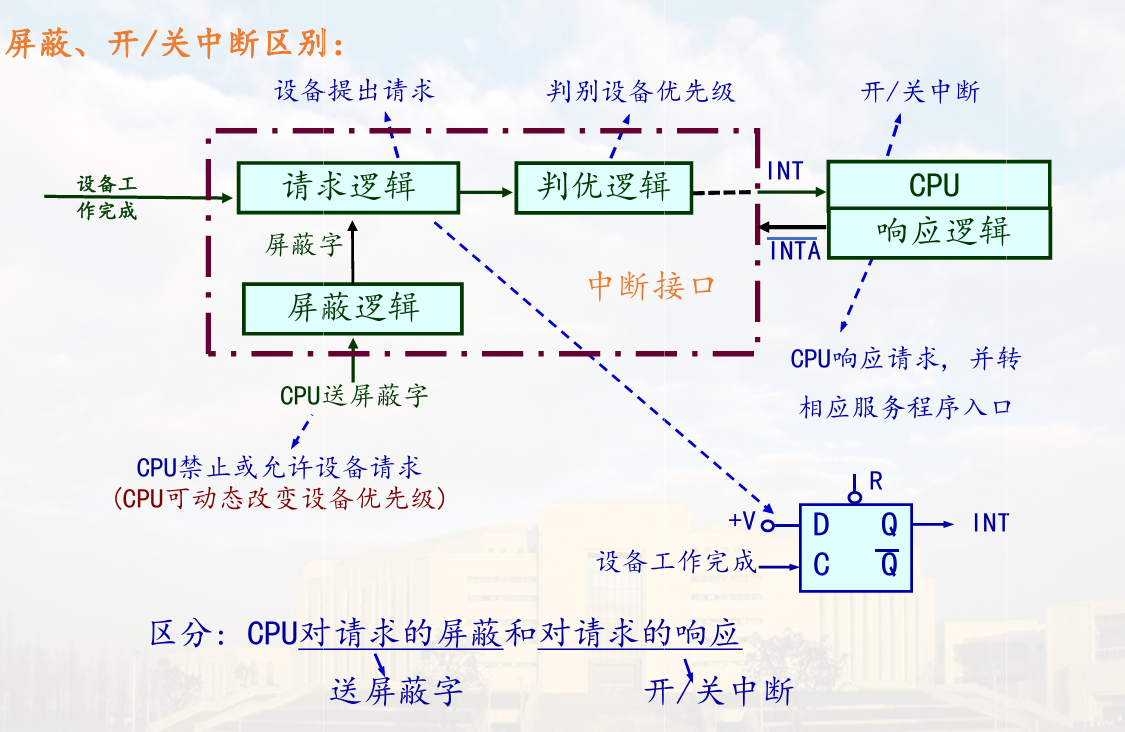 屏蔽、开/关中断区别：
设备提出请求
判别设备优先级
开/关中断
设备工
作完成
请求逻辑
判优逻辑
INT
CPU
响应逻辑
INTA
屏蔽字
屏蔽逻辑
中断接口
CPU送屏蔽字
CPU响应请求, 并转
相应服务程序入口
CPU禁止或允许设备请求
(CPU可动态改变设备优先级)
R
+V
D Q
INT
设备工作完成
C Q̅
区分：CPU对请求的屏蔽和对请求的响应
送屏蔽字
开/关中断